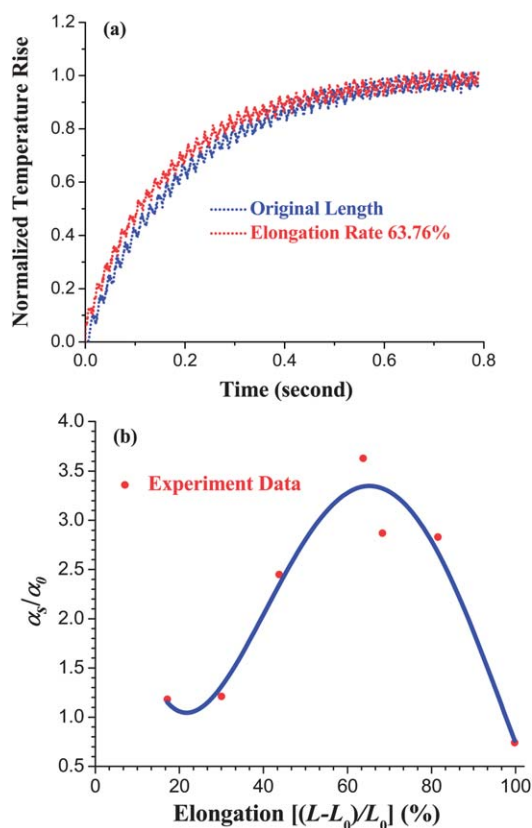 (a)
Normalized Temperature Rise
1.2
1.0
0.8
0.6
0.4
0.2
0.0
Original Length
Elongation Rate 63.76%
0.0 0.2 0.4 0.6 0.8
Time (second)
(b)
αs/α0
4.0
3.5
3.0
2.5
2.0
1.5
1.0
0.5
Experiment Data
0 20 40 60 80 100
Elongation [(L-L0)/L0] (%)